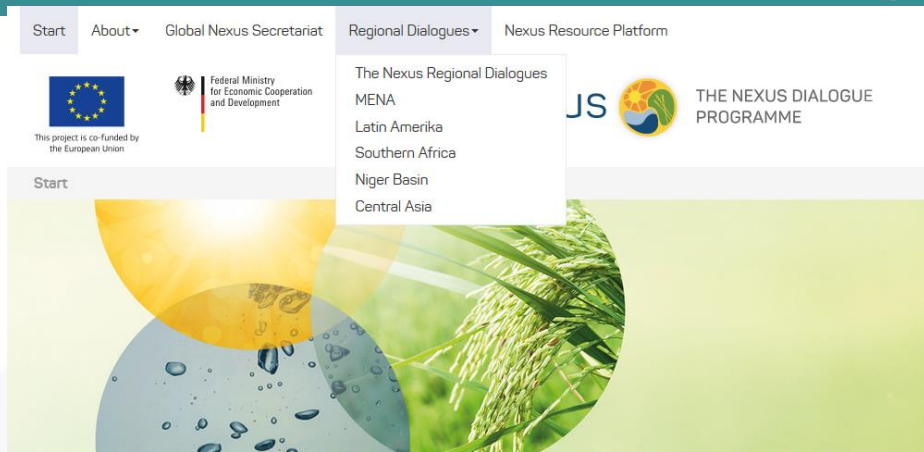 Start About Global Nexus Secretariat Regional Dialogues Nexus Resource Platform
The Nexus Regional Dialogues
MENA
Latin Amerika
Southern Africa
Niger Basin
Central Asia
This project is co-funded by
the European Union
Federal Ministry
for Economic Cooperation
and Development
US
THE NEXUS DIALOGUE
PROGRAMME
Start